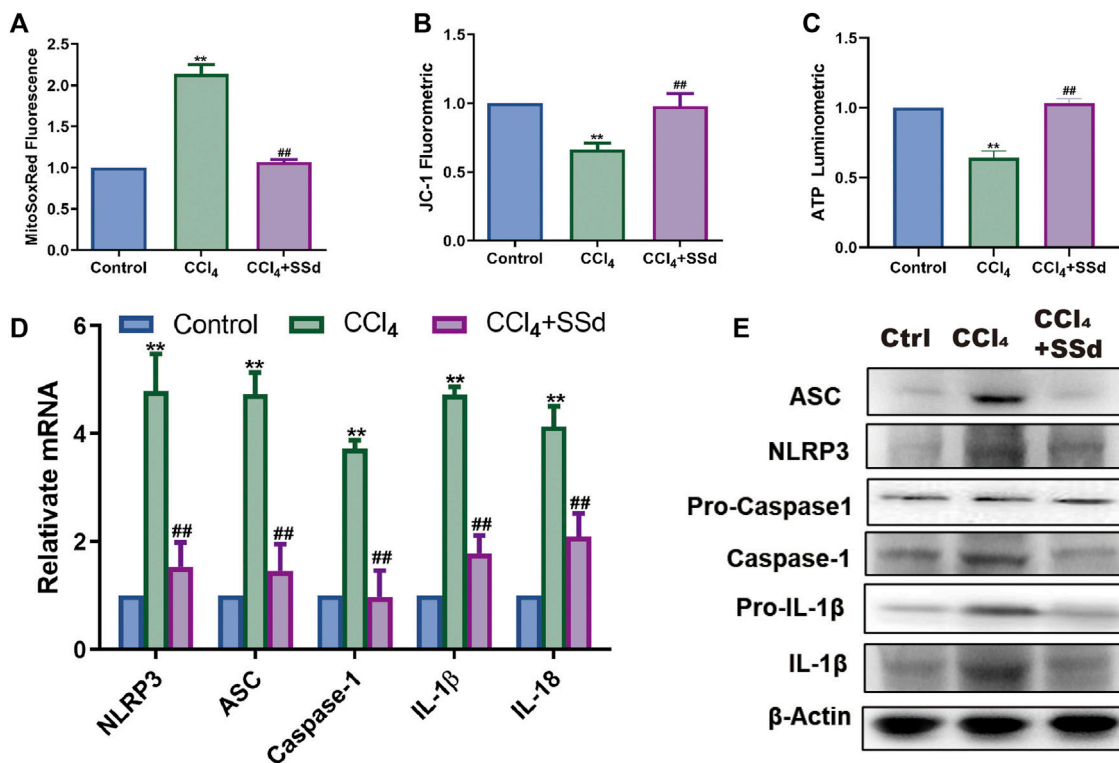 A
MitoSoxRed Fluorescence
2.5
2.0
1.5
1.0
0.5
0.0
**
##
Control
CCl₄
CCl₄+SSd
B
JC-1 Fluorometric
1.5
1.0
0.5
0.0
**
##
Control
CCl₄
CCl₄+SSd
C
ATP Luminometric
1.5
1.0
0.5
0.0
**
##
Control
CCl₄
CCl₄+SSd
D
Control
CCl₄
CCl₄+SSd
Relativate mRNA
6
4
2
0
**
##
**
##
**
##
**
##
**
##
NLRP3
ASC
Caspase-1
IL-1β
IL-18
E
Ctrl
CCl₄
CCl₄
+SSd
ASC
NLRP3
Pro-Caspase1
Caspase-1
Pro-IL-1β
IL-1β
β-Actin